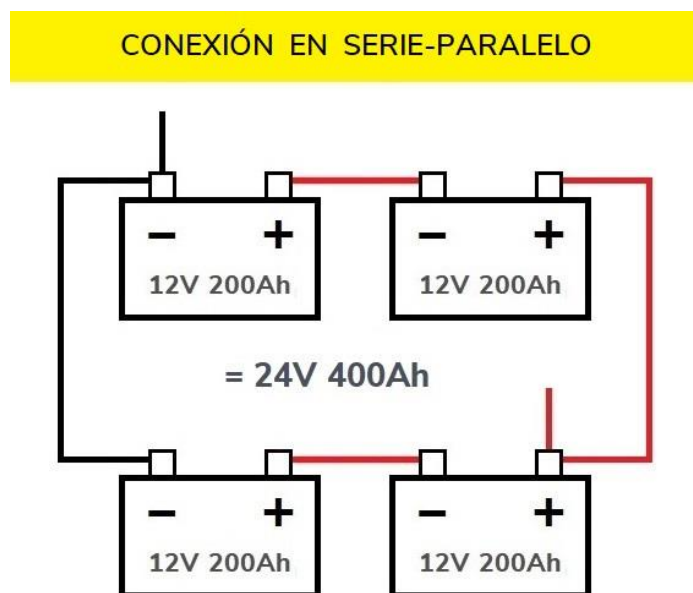 CONEXIÓN EN SERIE-PARALELO
− + − +
12V 200Ah 12V 200Ah
= 24V 400Ah
− + − +
12V 200Ah 12V 200Ah